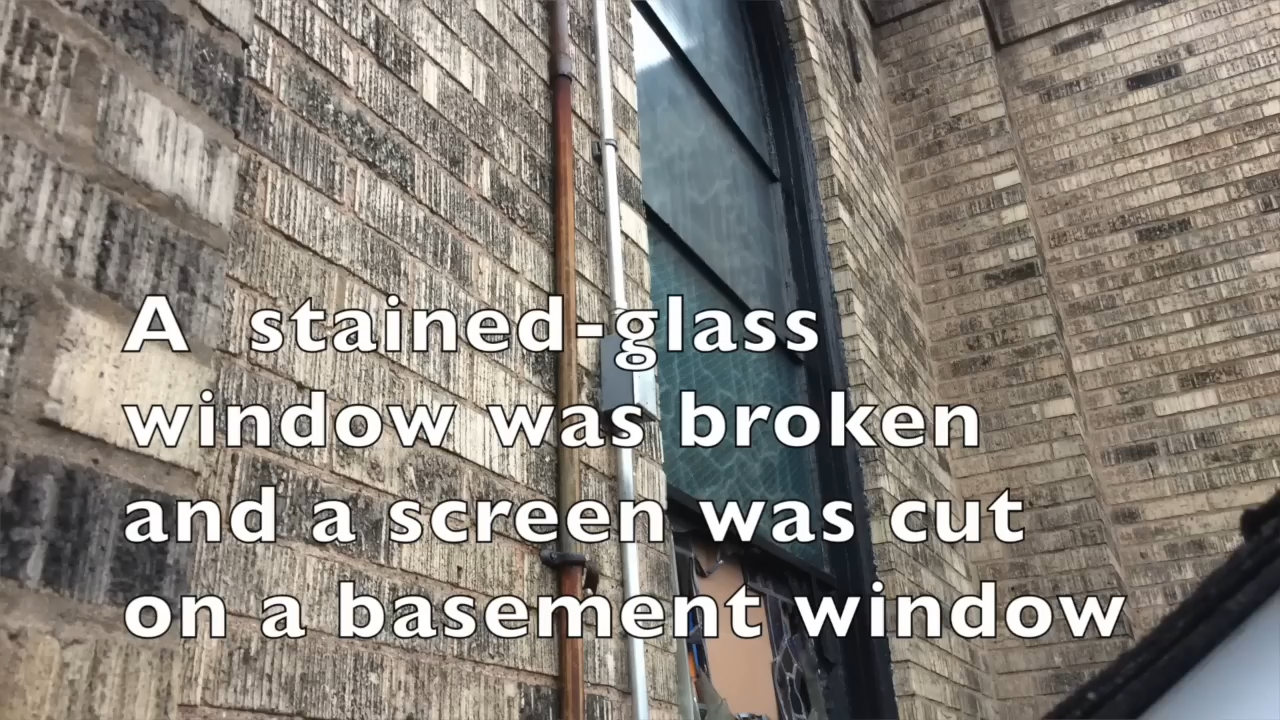 A stained-glass
window was broken
and a screen was cut
on a basement window